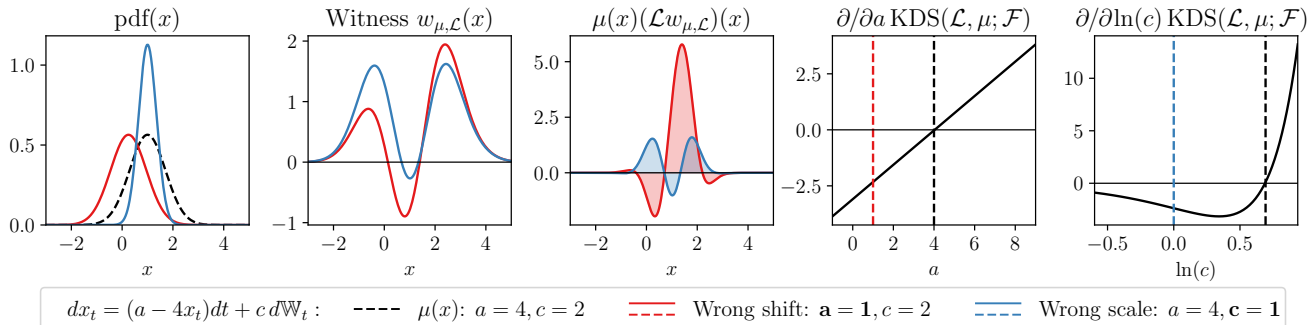 pdf(x)
1.0
0.5
0.0
−2 0 2 4
x
Witness w_{μ,ℒ}(x)
2
1
0
−1
−2 0 2 4
x
μ(x)(ℒw_{μ,ℒ})(x)
5.0
2.5
0.0
−2 0 2 4
x
∂/∂a KDS(ℒ, μ; ℱ)
2.5
0.0
−2.5
0 2 4 6 8
a
∂/∂ln(c) KDS(ℒ, μ; ℱ)
10
5
0
−0.5 0.0 0.5
ln(c)
dx_t = (a − 4x_t)dt + c d𝕎_t : μ(x): a = 4, c = 2 Wrong shift: 𝐚 = 𝟏, c = 2 Wrong scale: a = 4, 𝐜 = 𝟏